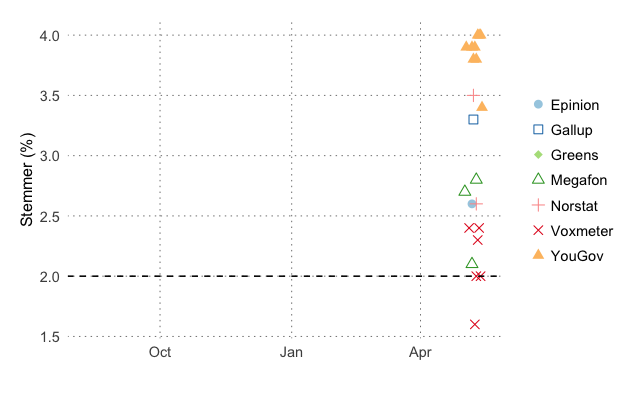 Stemmer (%)
4.0
3.5
3.0
2.5
2.0
1.5
Oct
Jan
Apr
Epinion
Gallup
Greens
Megafon
Norstat
Voxmeter
YouGov